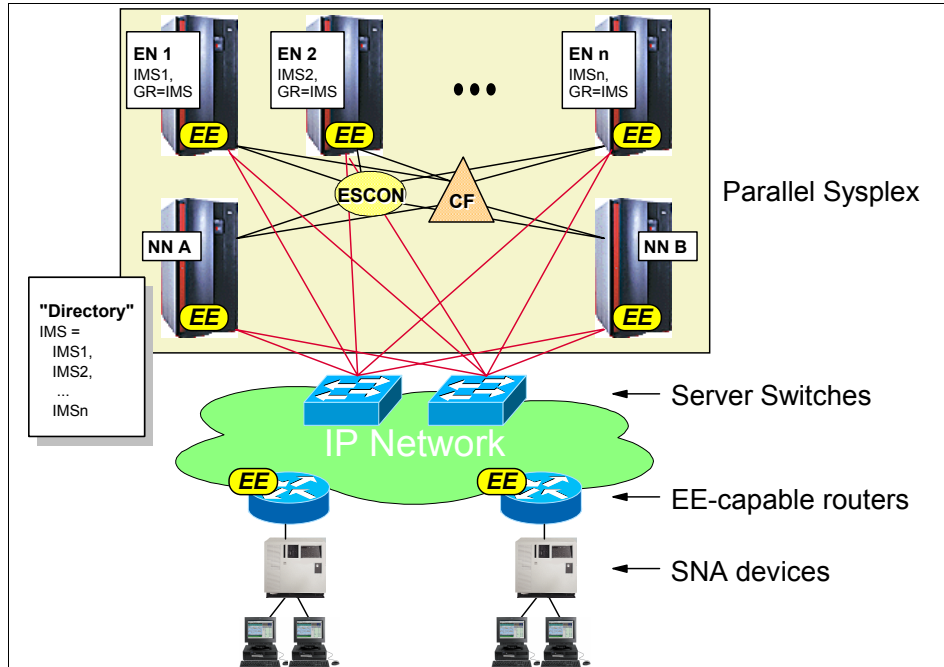 EN 1
IMS1,
GR=IMS
EE
EN 2
IMS2,
GR=IMS
EE
EN n
IMSn,
GR=IMS
EE
ESCON
CF
Parallel Sysplex
NN A
EE
NN B
EE
"Directory"
IMS =
IMS1,
IMS2,
...
IMSn
Server Switches
IP Network
EE
EE
EE-capable routers
SNA devices